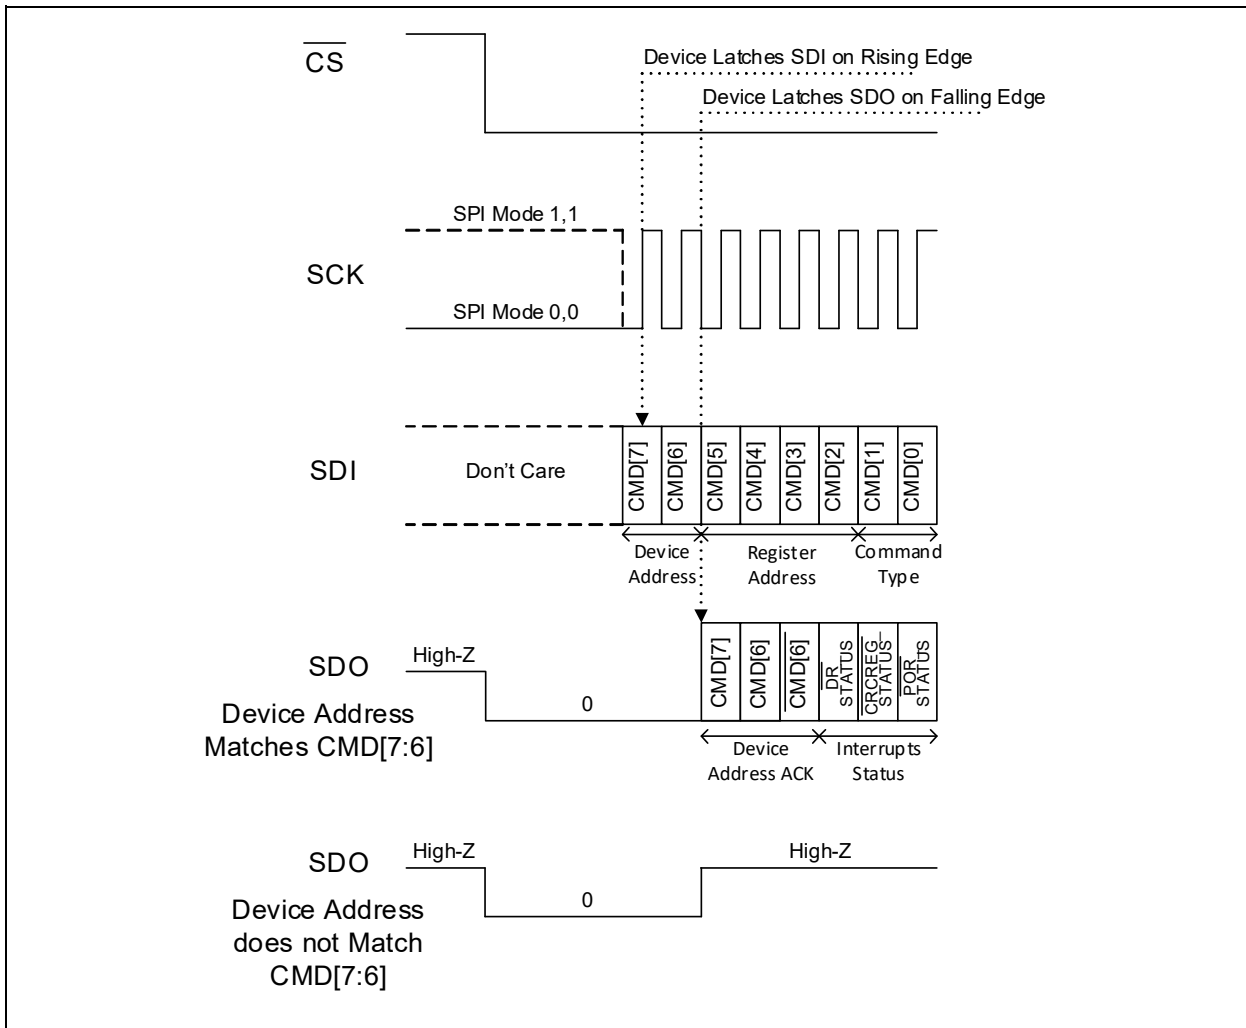 CS
Device Latches SDI on Rising Edge
Device Latches SDO on Falling Edge
SPI Mode 1,1
SCK
SPI Mode 0,0
SDI
Don't Care
CMD[7]
CMD[6]
CMD[5]
CMD[4]
CMD[3]
CMD[2]
CMD[1]
CMD[0]
Device
Address
Register
Address
Command
Type
SDO
Device Address
Matches CMD[7:6]
High-Z
0
CMD[7]
CMD[6]
CMD[6]
DR
STATUS
CRCREG
STATUS
POR
STATUS
Device
Address ACK
Interrupts
Status
SDO
Device Address
does not Match
CMD[7:6]
High-Z
0
High-Z